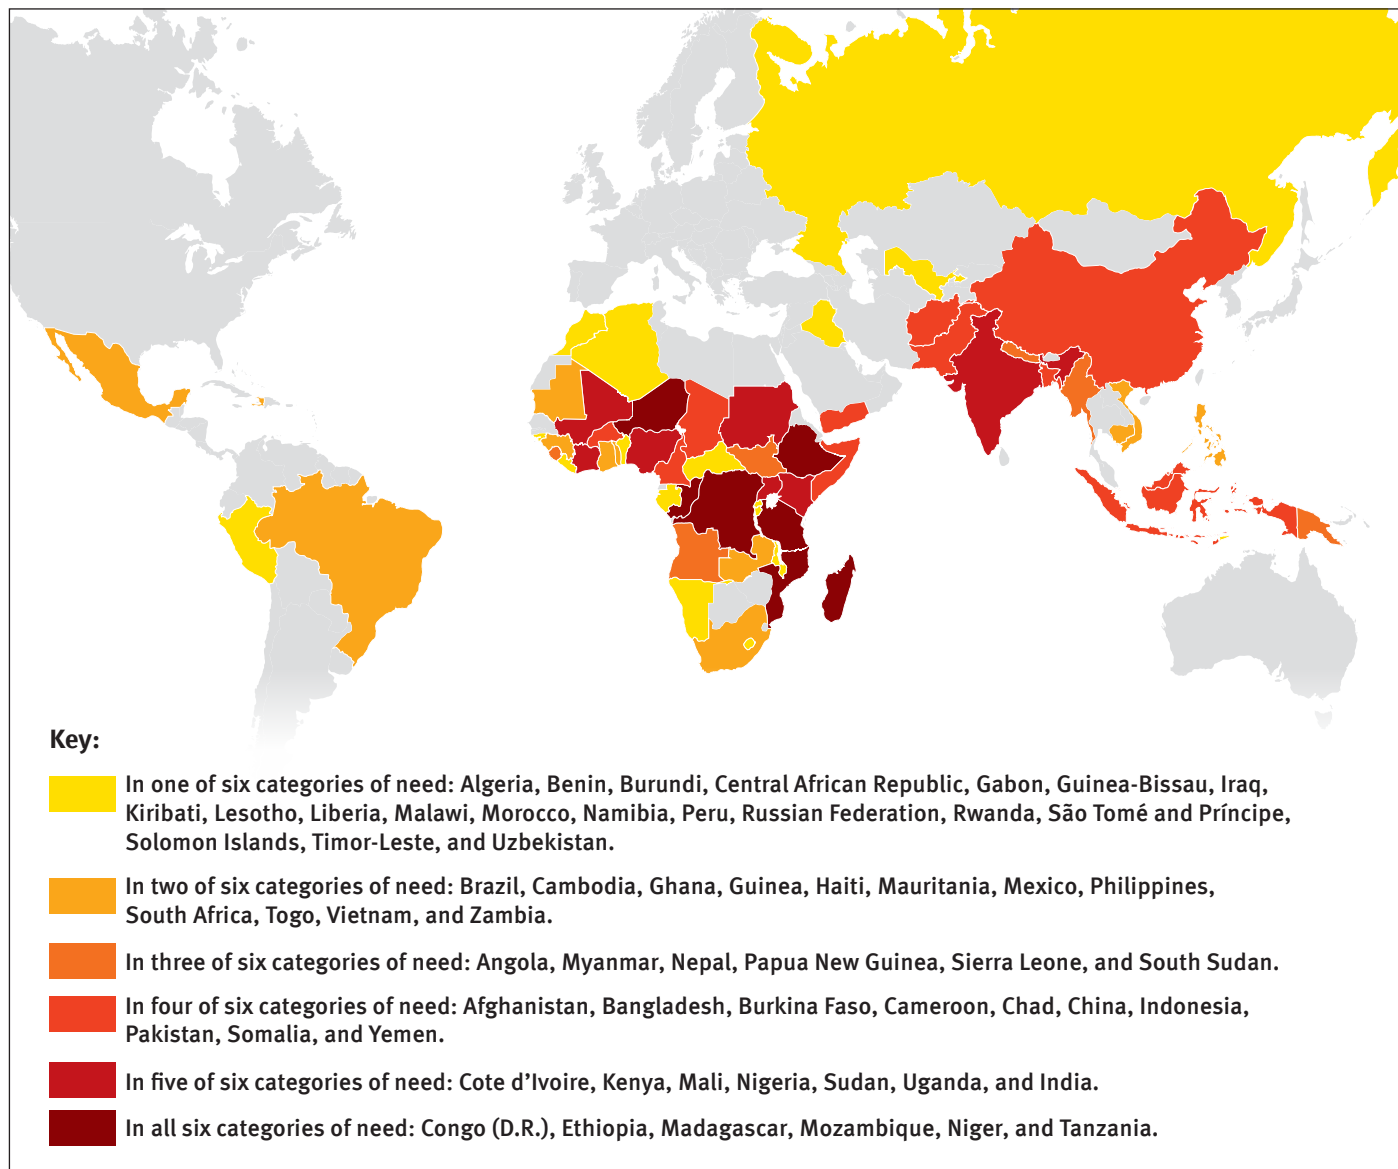 Key:
In one of six categories of need: Algeria, Benin, Burundi, Central African Republic, Gabon, Guinea-Bissau, Iraq,
Kiribati, Lesotho, Liberia, Malawi, Morocco, Namibia, Peru, Russian Federation, Rwanda, São Tomé and Príncipe,
Solomon Islands, Timor-Leste, and Uzbekistan.
In two of six categories of need: Brazil, Cambodia, Ghana, Guinea, Haiti, Mauritania, Mexico, Philippines,
South Africa, Togo, Vietnam, and Zambia.
In three of six categories of need: Angola, Myanmar, Nepal, Papua New Guinea, Sierra Leone, and South Sudan.
In four of six categories of need: Afghanistan, Bangladesh, Burkina Faso, Cameroon, Chad, China, Indonesia,
Pakistan, Somalia, and Yemen.
In five of six categories of need: Cote d’Ivoire, Kenya, Mali, Nigeria, Sudan, Uganda, and India.
In all six categories of need: Congo (D.R.), Ethiopia, Madagascar, Mozambique, Niger, and Tanzania.